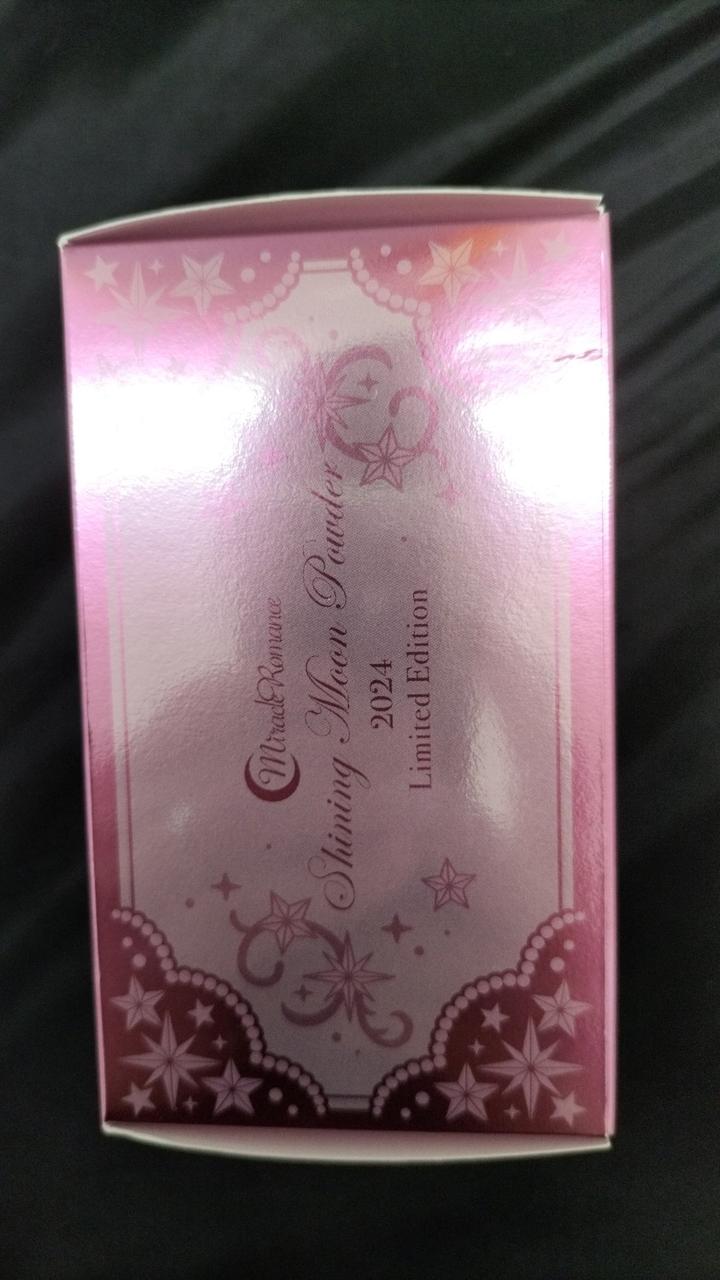 Miracle Romance
Shining Moon Powder
2024
Limited Edition